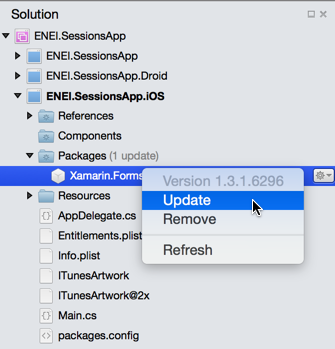 Solution
ENEI.SessionsApp
ENEI.SessionsApp
ENEI.SessionsApp.Droid
ENEI.SessionsApp.iOS
References
Components
Packages (1 update)
Xamarin.Forms
Version 1.3.1.6296
Update
Remove
Refresh
Resources
AppDelegate.cs
Entitlements.plist
Info.plist
ITunesArtwork
ITunesArtwork@2x
Main.cs
packages.config